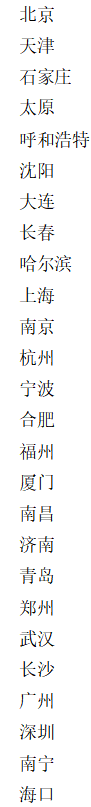 北京
天津
石家庄
太原
呼和浩特
沈阳
大连
长春
哈尔滨
上海
南京
杭州
宁波
合肥
福州
厦门
南昌
济南
青岛
郑州
武汉
长沙
广州
深圳
南宁
海口